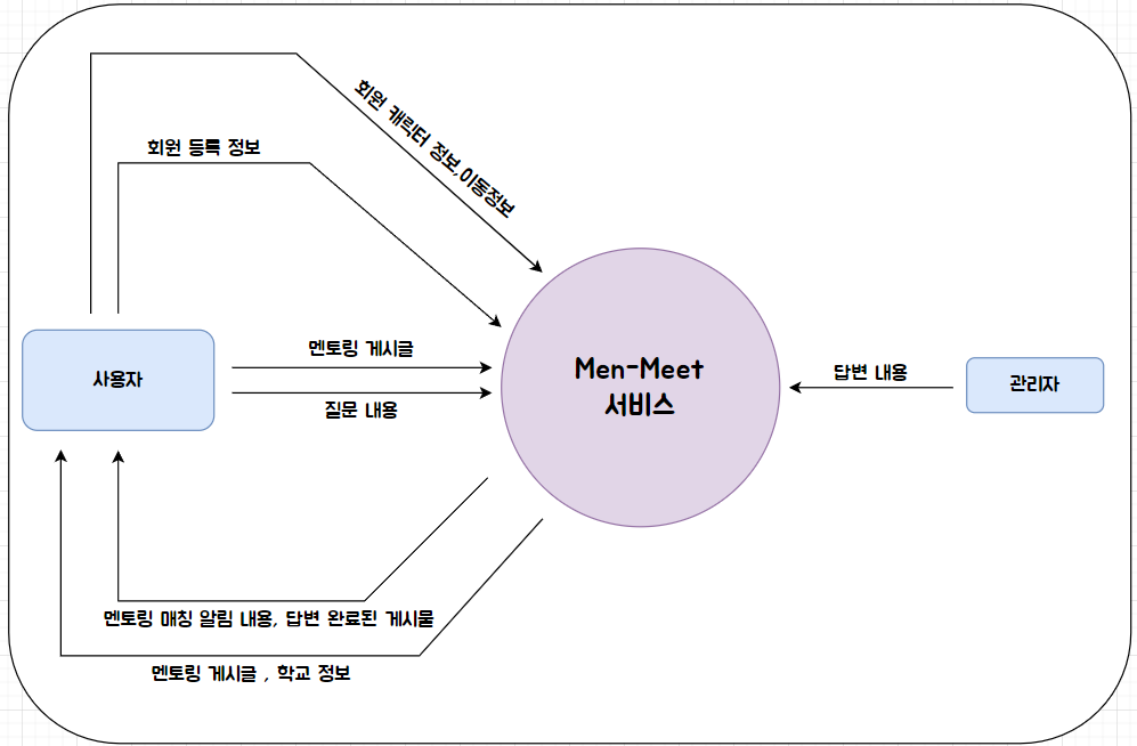 회원 캐릭터 정보,이동정보
회원 등록 정보
멘토링 게시글
질문 내용
사용자
Men-Meet
서비스
답변 내용
관리자
멘토링 매칭 알림 내용, 답변 완료된 게시물
멘토링 게시글 , 학교 정보